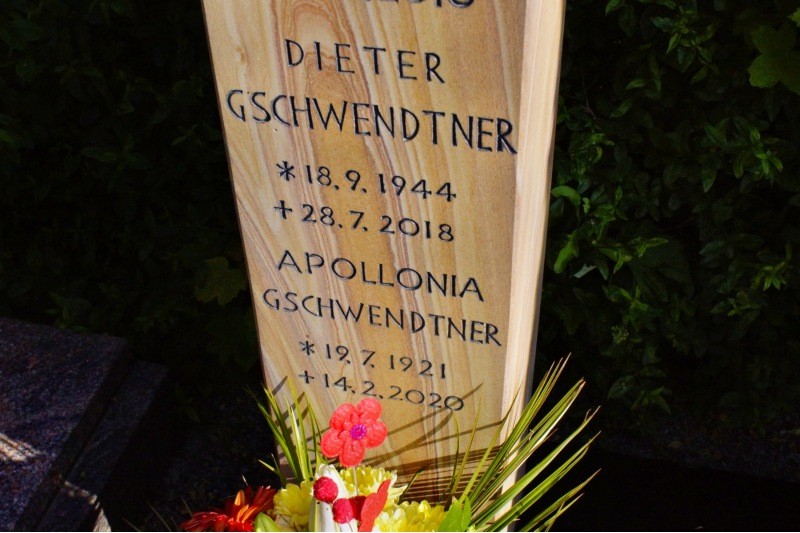 DIETER
GSCHWENDTNER
* 18. 9. 1944
+ 28. 7. 2018
APOLLONIA
GSCHWENDTNER
* 19. 7. 1921
+ 14. 2. 2020